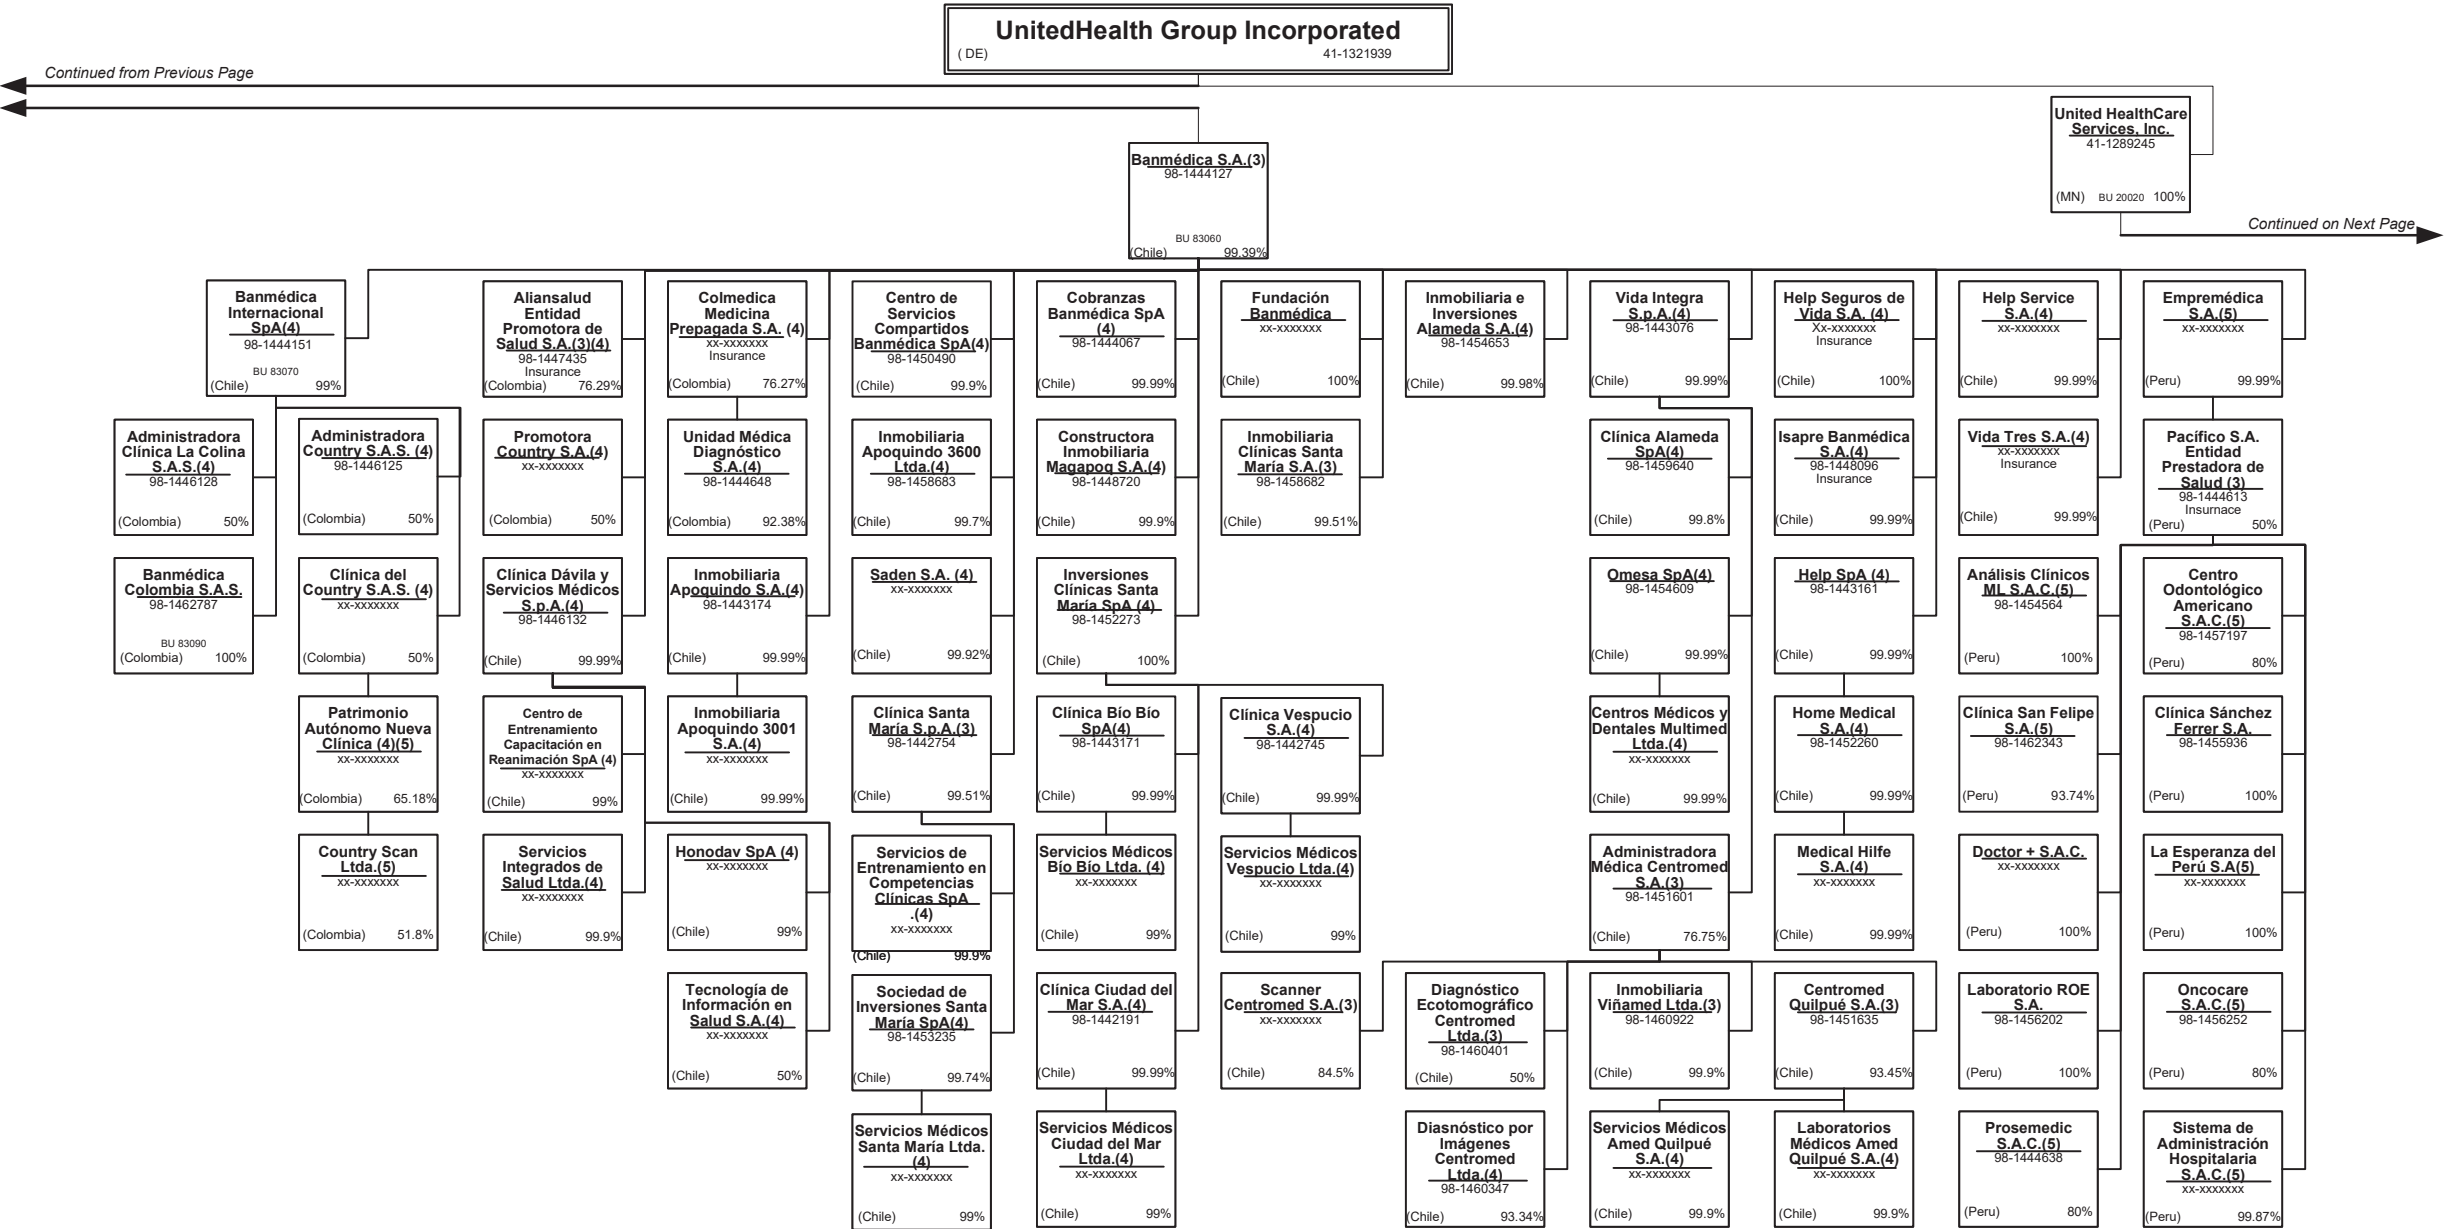 UnitedHealth Group Incorporated
( DE)
41-1321939
Continued from Previous Page
United HealthCare
Services, Inc.
41-1289245
(MN) BU 20020 100%
Continued on Next Page
Banmédica S.A.(3)
98-1444127
BU 83060
(Chile) 99.39%
Banmédica
Internacional
SpA(4)
98-1444151
BU 83070
(Chile) 99%
Aliansalud
Entidad
Promotora de
Salud S.A.(3)(4)
98-1447435
Insurance
(Colombia) 76.29%
Colmedica
Medicina
Prepagada S.A. (4)
xx-xxxxxxx
Insurance
(Colombia) 76.27%
Centro de
Servicios
Compartidos
Banmédica SpA(4)
98-1450490
(Chile) 99.9%
Cobranzas
Banmédica SpA
(4)
98-1444067
(Chile) 99.99%
Fundación
Banmédica
xx-xxxxxxx
(Chile) 100%
Inmobiliaria e
Inversiones
Alameda S.A.(4)
98-1454653
(Chile) 99.98%
Vida Integra
S.p.A.(4)
98-1443076
(Chile) 99.99%
Help Seguros de
Vida S.A. (4)
Xx-xxxxxxx
Insurance
(Chile) 100%
Help Service
S.A.(4)
xx-xxxxxxx
(Chile) 99.99%
Empremédica
S.A.(5)
xx-xxxxxxx
(Peru) 99.99%
Administradora
Clínica La Colina
S.A.S.(4)
98-1446128
(Colombia) 50%
Administradora
Country S.A.S. (4)
98-1446125
(Colombia) 50%
Promotora
Country S.A.(4)
xx-xxxxxxx
(Colombia) 50%
Unidad Médica
Diagnóstico
S.A.(4)
98-1444648
(Colombia) 92.38%
Inmobiliaria
Apoquindo 3600
Ltda.(4)
98-1458683
(Chile) 99.7%
Constructora
Inmobiliaria
Magapoq S.A.(4)
98-1448720
(Chile) 99.9%
Inmobiliaria
Clínicas Santa
María S.A.(3)
98-1458682
(Chile) 99.51%
Clínica Alameda
SpA(4)
98-1459640
(Chile) 99.8%
Isapre Banmédica
S.A.(4)
98-1448096
Insurance
(Chile) 99.99%
Vida Tres S.A.(4)
xx-xxxxxxx
Insurance
(Chile) 99.99%
Pacífico S.A.
Entidad
Prestadora de
Salud (3)
98-1444613
Insurnace
(Peru) 50%
Banmédica
Colombia S.A.S.
98-1462787
BU 83090
(Colombia) 100%
Clínica del
Country S.A.S. (4)
xx-xxxxxxx
(Colombia) 50%
Clínica Dávila y
Servicios Médicos
S.p.A.(4)
98-1446132
(Chile) 99.99%
Inmobiliaria
Apoquindo S.A.(4)
98-1443174
(Chile) 99.99%
Saden S.A. (4)
xx-xxxxxxx
(Chile) 99.92%
Inversiones
Clínicas Santa
María SpA (4)
98-1452273
(Chile) 100%
Omesa SpA(4)
98-1454609
(Chile) 99.99%
Help SpA (4)
98-1443161
(Chile) 99.99%
Análisis Clínicos
ML S.A.C.(5)
98-1454564
(Peru) 100%
Centro
Odontológico
Americano
S.A.C.(5)
98-1457197
(Peru) 80%
Patrimonio
Autónomo Nueva
Clínica (4)(5)
xx-xxxxxxx
(Colombia) 65.18%
Centro de
Entrenamiento
Capacitación en
Reanimación SpA (4)
xx-xxxxxxx
(Chile) 99%
Inmobiliaria
Apoquindo 3001
S.A.(4)
xx-xxxxxxx
(Chile) 99.99%
Clínica Santa
María S.p.A.(3)
98-1442754
(Chile) 99.51%
Clínica Bío Bío
SpA(4)
98-1443171
(Chile) 99.99%
Clínica Vespucio
S.A.(4)
98-1442745
(Chile) 99.99%
Centros Médicos y
Dentales Multimed
Ltda.(4)
xx-xxxxxxx
(Chile) 99.99%
Home Medical
S.A.(4)
98-1452260
(Chile) 99.99%
Clínica San Felipe
S.A.(5)
98-1462343
(Peru) 93.74%
Clínica Sánchez
Ferrer S.A.
98-1455936
(Peru) 100%
Country Scan
Ltda.(5)
xx-xxxxxxx
(Colombia) 51.8%
Servicios
Integrados de
Salud Ltda.(4)
xx-xxxxxxx
(Chile) 99.9%
Honodav SpA (4)
xx-xxxxxxx
(Chile) 99%
Servicios de
Entrenamiento en
Competencias
Clínicas SpA
.(4)
xx-xxxxxxx
(Chile) 99.9%
Servicios Médicos
Bío Bío Ltda. (4)
xx-xxxxxxx
(Chile) 99%
Servicios Médicos
Vespucio Ltda.(4)
xx-xxxxxxx
(Chile) 99%
Administradora
Médica Centromed
S.A.(3)
98-1451601
(Chile) 76.75%
Medical Hilfe
S.A.(4)
xx-xxxxxxx
(Chile) 99.99%
Doctor + S.A.C.
xx-xxxxxxx
(Peru) 100%
La Esperanza del
Perú S.A(5)
xx-xxxxxxx
(Peru) 100%
Tecnología de
Información en
Salud S.A.(4)
xx-xxxxxxx
(Chile) 50%
Sociedad de
Inversiones Santa
María SpA(4)
98-1453235
(Chile) 99.74%
Clínica Ciudad del
Mar S.A.(4)
98-1442191
(Chile) 99.99%
Scanner
Centromed S.A.(3)
xx-xxxxxxx
(Chile) 84.5%
Diagnóstico
Ecotomográfico
Centromed
Ltda.(3)
98-1460401
(Chile) 50%
Inmobiliaria
Viñamed Ltda.(3)
98-1460922
(Chile) 99.9%
Centromed
Quilpué S.A.(3)
98-1451635
(Chile) 93.45%
Laboratorio ROE
S.A.
98-1456202
(Peru) 100%
Oncocare
S.A.C.(5)
98-1456252
(Peru) 80%
Servicios Médicos
Santa María Ltda.
(4)
xx-xxxxxxx
(Chile) 99%
Servicios Médicos
Ciudad del Mar
Ltda.(4)
xx-xxxxxxx
(Chile) 99%
Diasnóstico por
Imágenes
Centromed
Ltda.(4)
98-1460347
(Chile) 93.34%
Servicios Médicos
Amed Quilpué
S.A.(4)
xx-xxxxxxx
(Chile) 99.9%
Laboratorios
Médicos Amed
Quilpué S.A.(4)
xx-xxxxxxx
(Chile) 99.9%
Prosemedic
S.A.C.(5)
98-1444638
(Peru) 80%
Sistema de
Administración
Hospitalaria
S.A.C.(5)
xx-xxxxxxx
(Peru) 99.87%